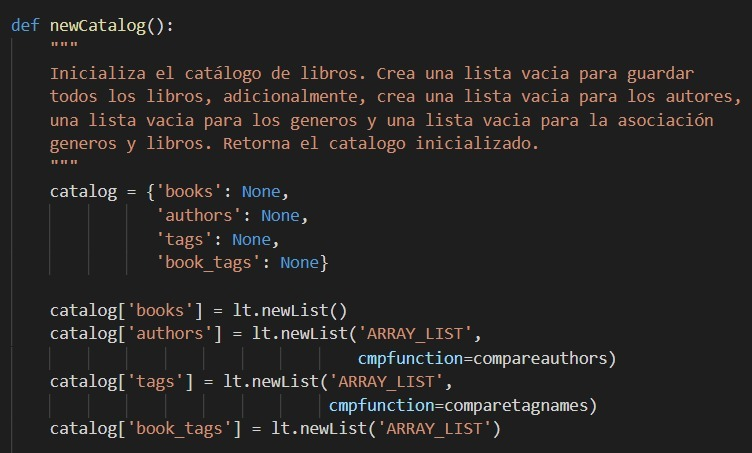 def newCatalog():
    """
    Inicializa el catálogo de libros. Crea una lista vacia para guardar
    todos los libros, adicionalmente, crea una lista vacia para los autores,
    una lista vacia para los generos y una lista vacia para la asociación
    generos y libros. Retorna el catalogo inicializado.
    """
    catalog = {'books': None,
               'authors': None,
               'tags': None,
               'book_tags': None}
    catalog['books'] = lt.newList()
    catalog['authors'] = lt.newList('ARRAY_LIST',
                                    cmpfunction=compareauthors)
    catalog['tags'] = lt.newList('ARRAY_LIST',
                                 cmpfunction=comparetagnames)
    catalog['book_tags'] = lt.newList('ARRAY_LIST')